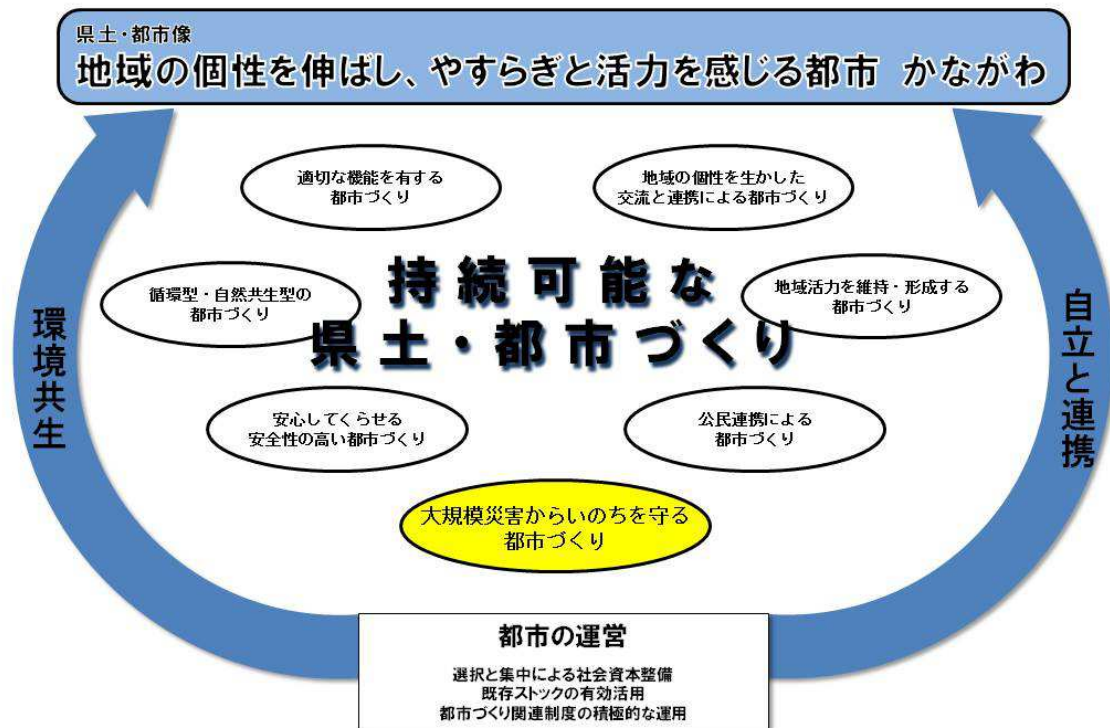 県土・都市像
地域の個性を伸ばし、やすらぎと活力を感じる都市 かながわ
適切な機能を有する
都市づくり
地域の個性を生かした
交流と連携による都市づくり
循環型・自然共生型の
都市づくり
持続可能な
県土・都市づくり
地域活力を維持・形成する
都市づくり
環境共生
自立と連携
安心してくらせる
安全性の高い都市づくり
公民連携による
都市づくり
大規模災害からいのちを守る
都市づくり
都市の運営
選択と集中による社会資本整備
既存ストックの有効活用
都市づくり関連制度の積極的な運用